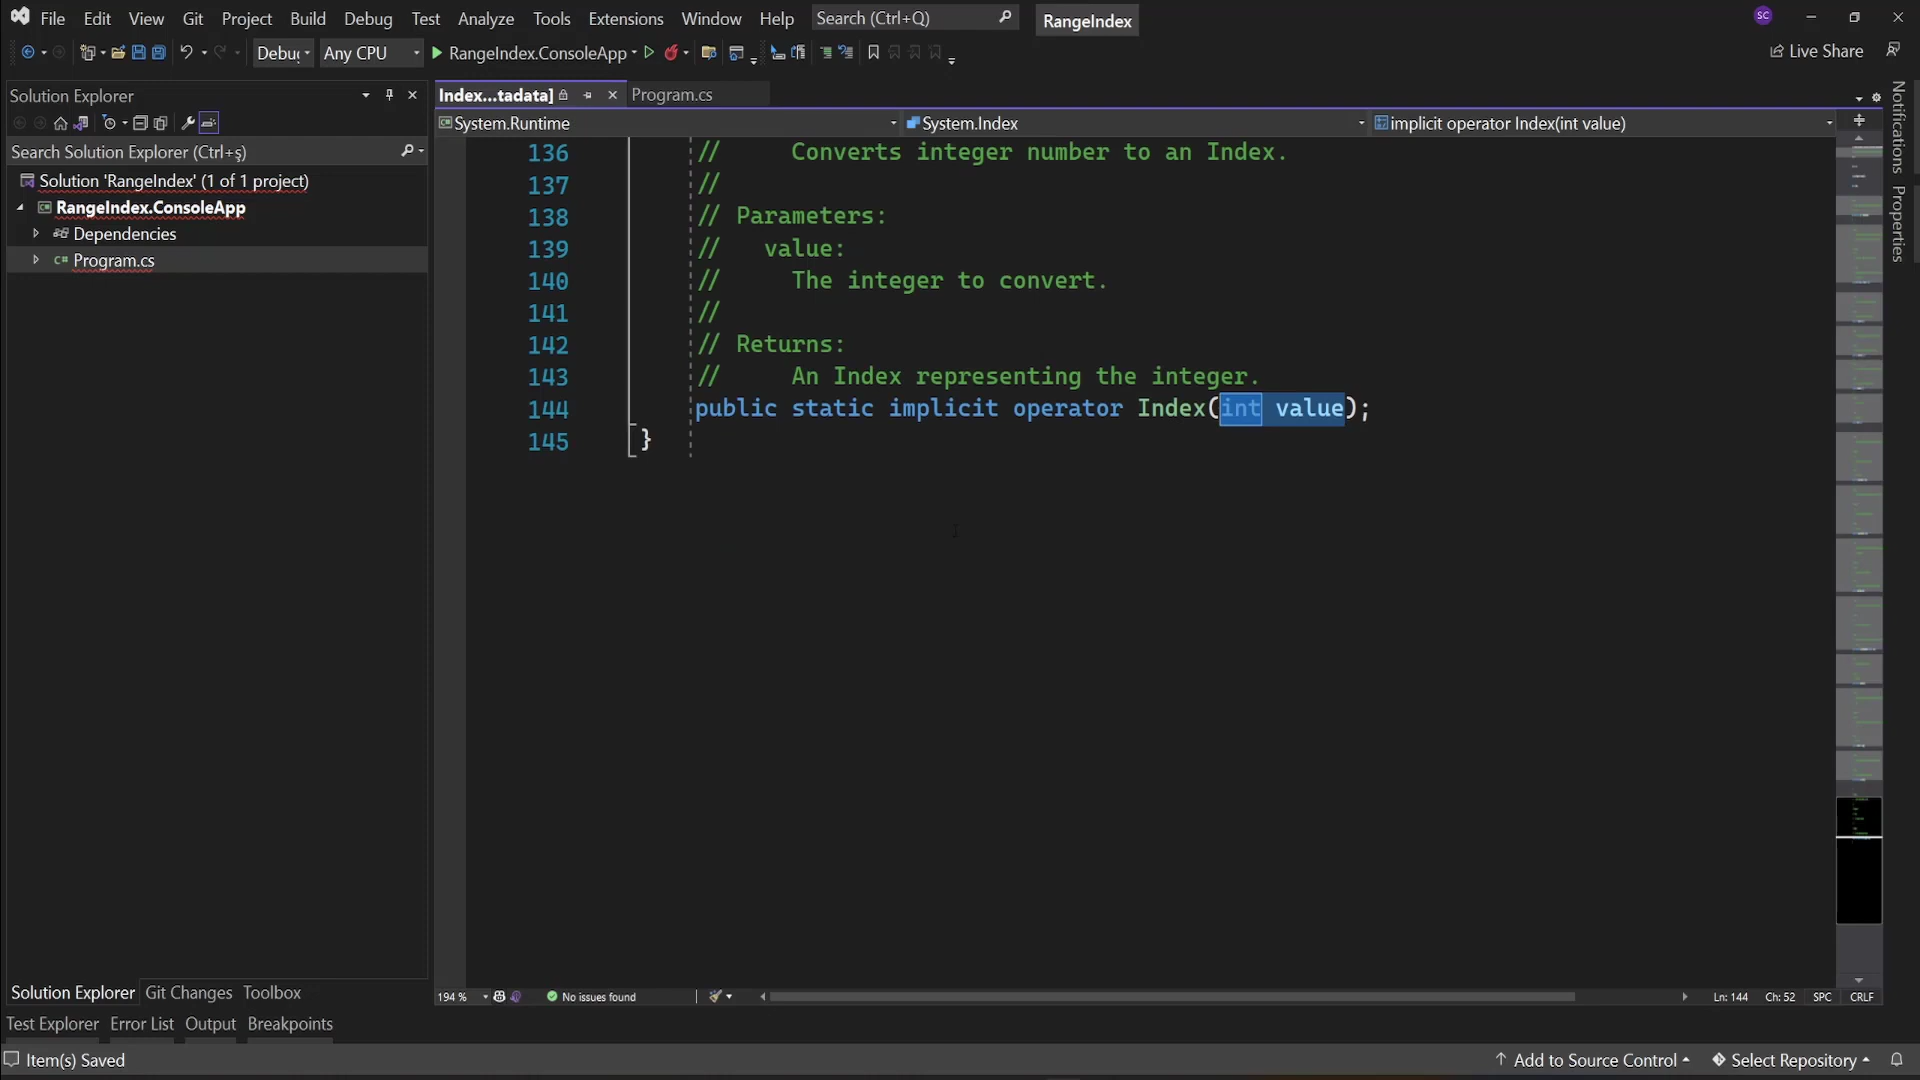 File Edit View Git Project Build Debug Test Analyze Tools Extensions Window Help Search (Ctrl+Q) RangeIndex SC
Debug Any CPU RangeIndex.ConsoleApp Live Share
Solution Explorer
Search Solution Explorer (Ctrl+ş)
Solution 'RangeIndex' (1 of 1 project)
RangeIndex.ConsoleApp
Dependencies
C# Program.cs
Index...tadata] Program.cs
System.Runtime System.Index implicit operator Index(int value)
136 // Converts integer number to an Index.
137 //
138 // Parameters:
139 // value:
140 // The integer to convert.
141 //
142 // Returns:
143 // An Index representing the integer.
144 public static implicit operator Index(int value);
145 }
Notifications
Properties
Solution Explorer Git Changes Toolbox
194 % No issues found Ln: 144 Ch: 52 SPC CRLF
Test Explorer Error List Output Breakpoints
Item(s) Saved Add to Source Control Select Repository